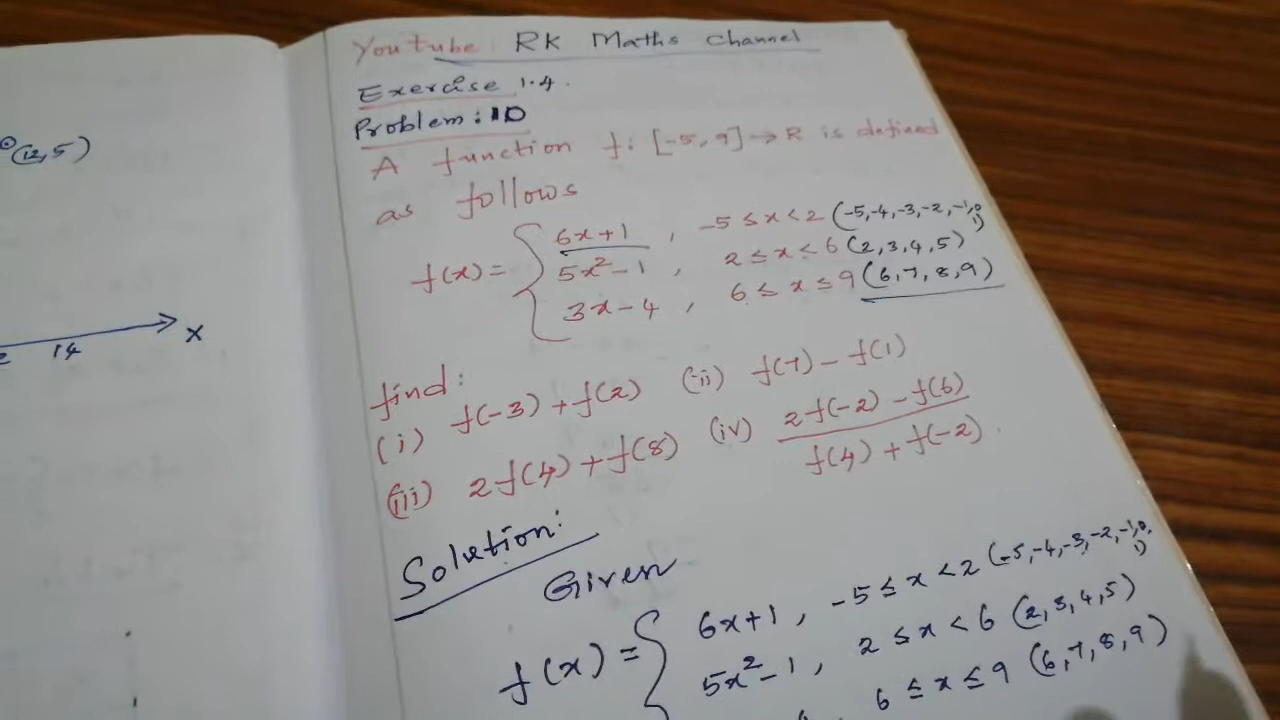 (12,5)
14
x
Youtube: RK Maths Channel
Exercise 1.4.
Problem: 10
A function f: [-5,9]→R is defined
as follows
f(x)= { 6x+1 , -5≤x<2 (-5,-4,-3,-2,-1,0
1)
5x²-1 , 2≤x<6 (2,3,4,5)
3x-4 , 6≤x≤9 (6,7,8,9)
find:
(i) f(-3)+f(2) (ii) f(7)-f(1)
(iii) 2f(4)+f(8) (iv) 2f(-2)-f(6)
f(4)+f(-2).
Solution:
Given
f(x)= { 6x+1, -5≤x<2 (-5,-4,-3,-2,-1,0,
1)
5x²-1, 2≤x<6 (2,3,4,5)
6≤x≤9 (6,7,8,9)